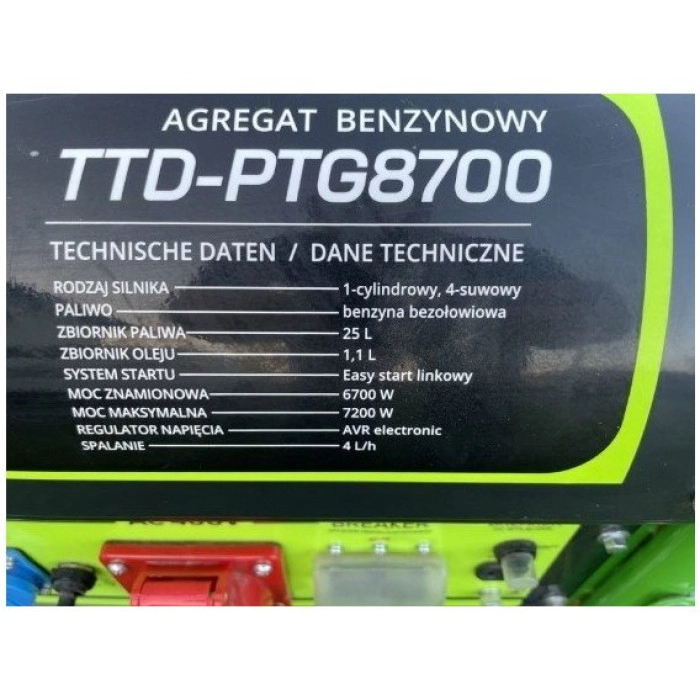 AGREGAT BENZYNOWY
TTD-PTG8700
TECHNISCHE DATEN / DANE TECHNICZNE
RODZAJ SILNIKA 1-cylindrowy, 4-suwowy
PALIWO benzyna bezołowiowa
ZBIORNIK PALIWA 25 L
ZBIORNIK OLEJU 1,1 L
SYSTEM STARTU Easy start linkowy
MOC ZNAMIONOWA 6700 W
MOC MAKSYMALNA 7200 W
REGULATOR NAPIĘCIA AVR electronic
SPALANIE 4 L/h
AC 400V
BREAKER